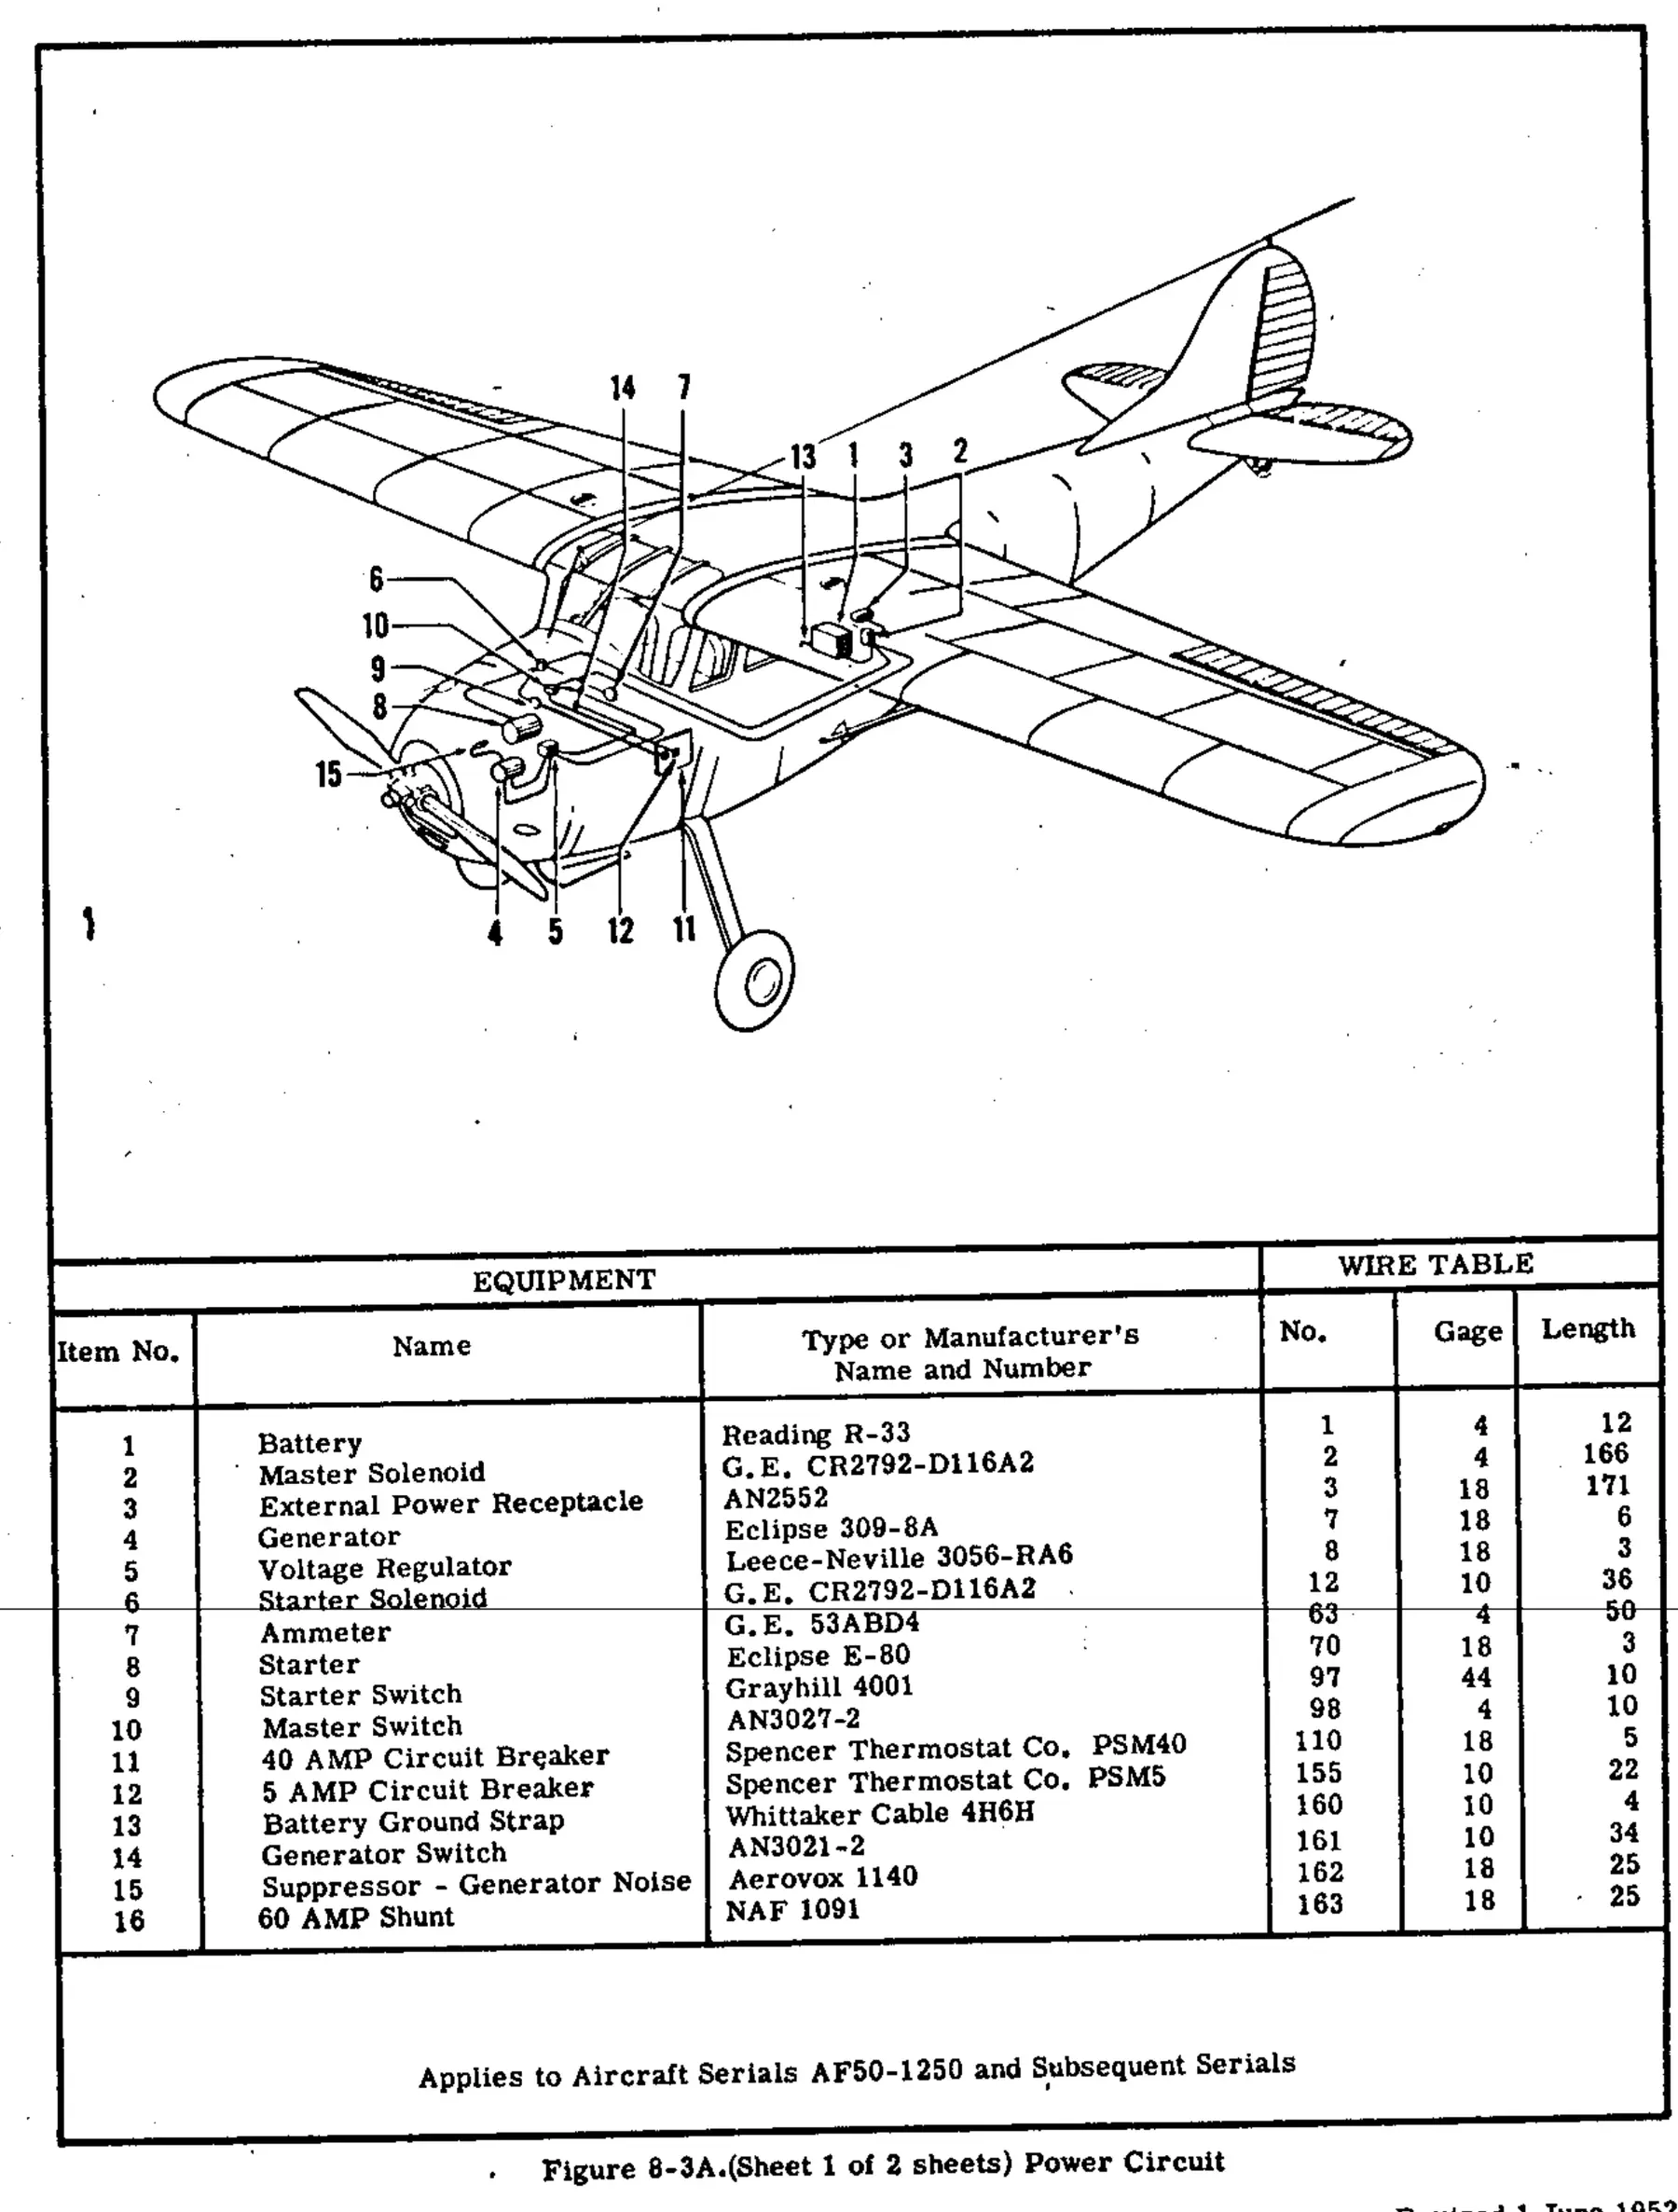 14 7
13 1 3 2
6
10
9
8
15
4 5 12 11
EQUIPMENT WIRE TABLE
Item No. Name Type or Manufacturer's Name and Number No. Gage Length
1 Battery Reading R-33 1 4 12
2 Master Solenoid G.E. CR2792-D116A2 2 4 166
3 External Power Receptacle AN2552 3 18 171
4 Generator Eclipse 309-8A 7 18 6
5 Voltage Regulator Leece-Neville 3056-RA6 8 18 3
6 Starter Solenoid G.E. CR2792-D116A2 12 10 36
7 Ammeter G.E. 53ABD4 63 4 50
8 Starter Eclipse E-80 70 18 3
9 Starter Switch Grayhill 4001 97 44 10
10 Master Switch AN3027-2 98 4 10
11 40 AMP Circuit Breaker Spencer Thermostat Co. PSM40 110 18 5
12 5 AMP Circuit Breaker Spencer Thermostat Co. PSM5 155 10 22
13 Battery Ground Strap Whittaker Cable 4H6H 160 10 4
14 Generator Switch AN3021-2 161 10 34
15 Suppressor - Generator Noise Aerovox 1140 162 18 25
16 60 AMP Shunt NAF 1091 163 18 25
Applies to Aircraft Serials AF50-1250 and Subsequent Serials
Figure 8-3A.(Sheet 1 of 2 sheets) Power Circuit